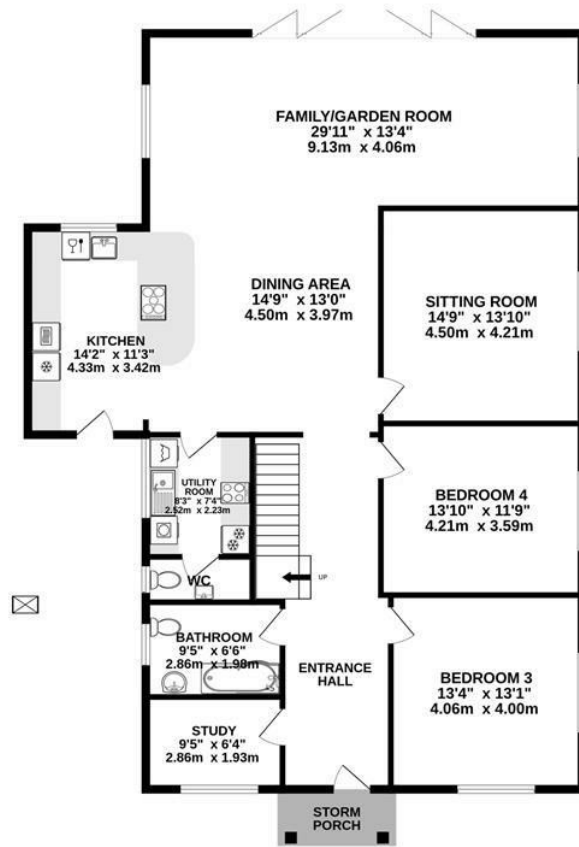 FAMILY/GARDEN ROOM
29'11" x 13'4"
9.13m x 4.06m
DINING AREA
14'9" x 13'0"
4.50m x 3.97m
SITTING ROOM
14'9" x 13'10"
4.50m x 4.21m
KITCHEN
14'2" x 11'3"
4.33m x 3.42m
UTILITY
ROOM
8'3" x 7'4"
2.52m x 2.23m
BEDROOM 4
13'10" x 11'9"
4.21m x 3.59m
WC
UP
BATHROOM
9'5" x 6'6"
2.86m x 1.98m
ENTRANCE
HALL
BEDROOM 3
13'4" x 13'1"
4.06m x 4.00m
STUDY
9'5" x 6'4"
2.86m x 1.93m
STORM
PORCH